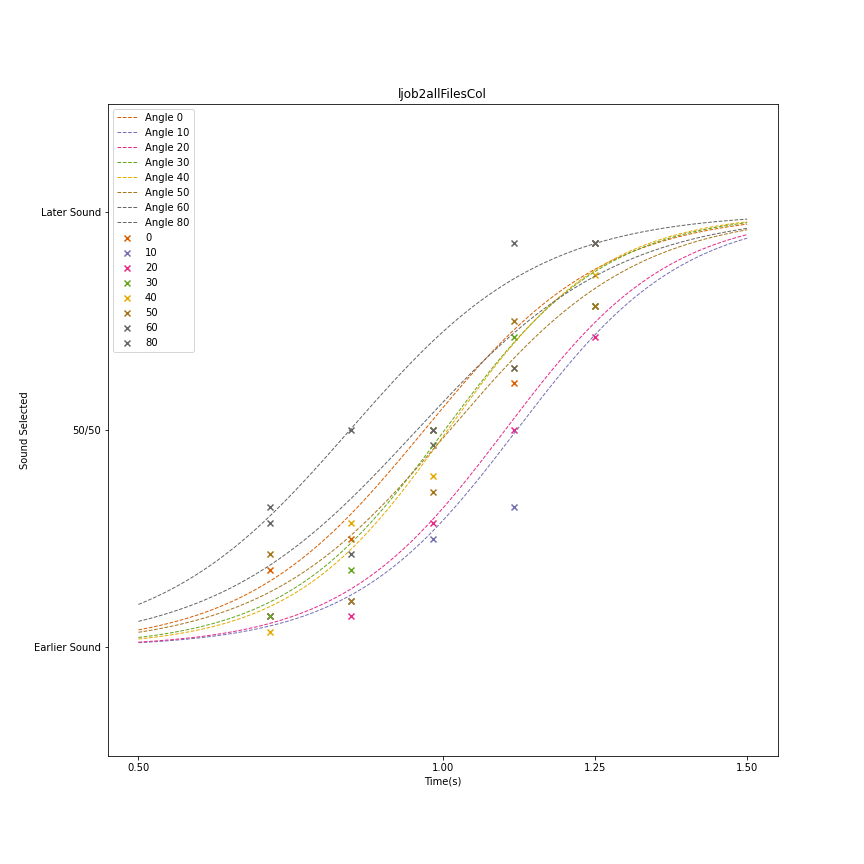 ljob2allFilesCol
Angle 0
Angle 10
Angle 20
Angle 30
Angle 40
Angle 50
Angle 60
Angle 80
0
10
20
30
40
50
60
80
Later Sound
50/50
Earlier Sound
Sound Selected
0.50
1.00
1.25
1.50
Time(s)